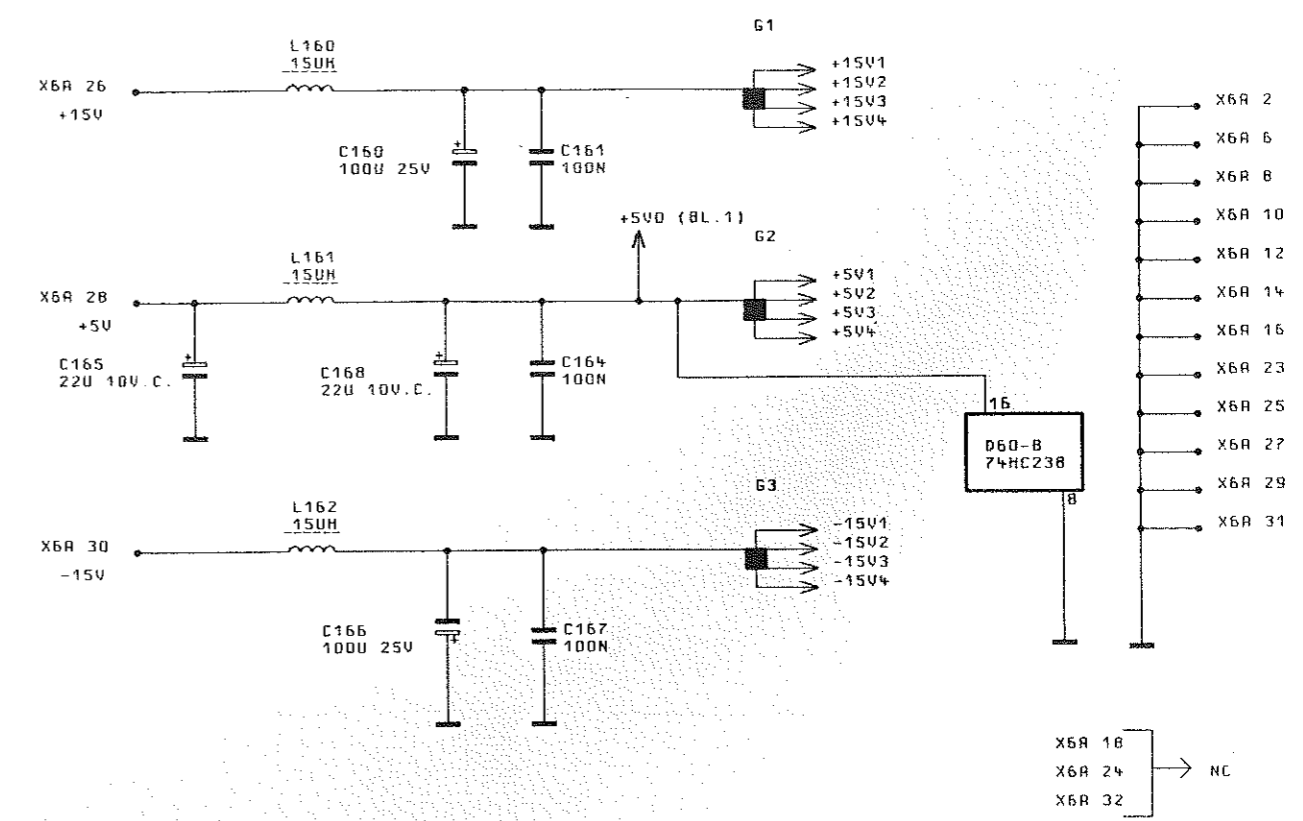 G1
L160
15UH
X6A 26
+15V
+15V1
+15V2
+15V3
+15V4
C160
100U 25V
C161
100N
X6A 2
X6A 6
X6A 8
X6A 10
X6A 12
X6A 14
X6A 16
X6A 23
X6A 25
X6A 27
X6A 29
X6A 31
+5V0 (BL.1)
G2
L161
15UH
X6A 28
+5V
+5V1
+5V2
+5V3
+5V4
C165
22U 10V.C.
C168
22U 10V.C.
C164
100N
16
D60-B
74HC238
8
G3
L162
15UH
X6A 30
-15V
-15V1
-15V2
-15V3
-15V4
C166
100U 25V
C167
100N
X6A 18
X6A 24
X6A 32
NC